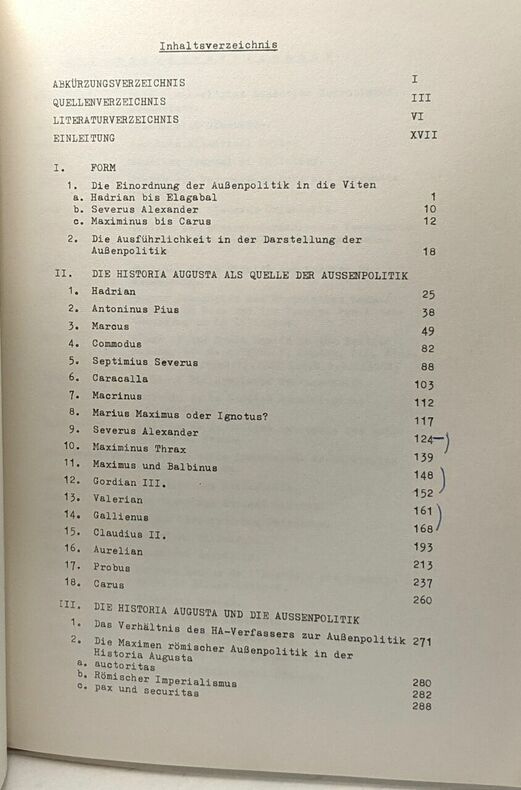 Inhaltsverzeichnis
ABKÜRZUNGSVERZEICHNIS I
QUELLENVERZEICHNIS III
LITERATURVERZEICHNIS VI
EINLEITUNG XVII
I. FORM
1. Die Einordnung der Außenpolitik in die Viten
a. Hadrian bis Elagabal 1
b. Severus Alexander 10
c. Maximinus bis Carus 12
2. Die Ausführlichkeit in der Darstellung der
Außenpolitik 18
II. DIE HISTORIA AUGUSTA ALS QUELLE DER AUSSENPOLITIK
1. Hadrian 25
2. Antoninus Pius 38
3. Marcus 49
4. Commodus 82
5. Septimius Severus 88
6. Caracalla 103
7. Macrinus 112
8. Marius Maximus oder Ignotus? 117
9. Severus Alexander 124
10. Maximinus Thrax 139
11. Maximus und Balbinus 148
12. Gordian III. 152
13. Valerian 161
14. Gallienus 168
15. Claudius II. 193
16. Aurelian 213
17. Probus 237
18. Carus 260
III. DIE HISTORIA AUGUSTA UND DIE AUSSENPOLITIK
1. Das Verhältnis des HA-Verfassers zur Außenpolitik 271
2. Die Maximen römischer Außenpolitik in der
Historia Augusta
a. auctoritas 280
b. Römischer Imperialismus 282
c. pax und securitas 288